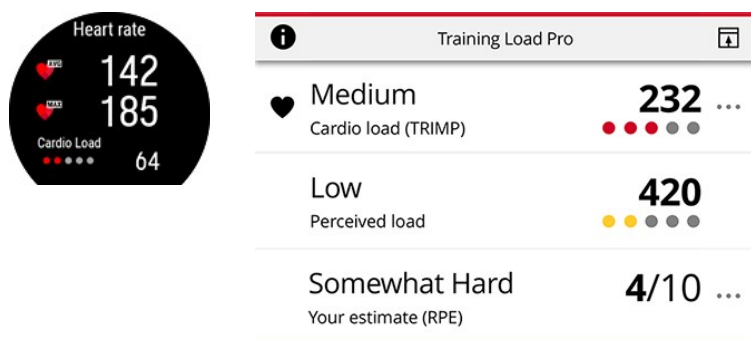 Heart rate
AVG 142
MAX 185
Cardio Load
64
Training Load Pro
Medium 232
Cardio load (TRIMP)
Low 420
Perceived load
Somewhat Hard 4/10
Your estimate (RPE)